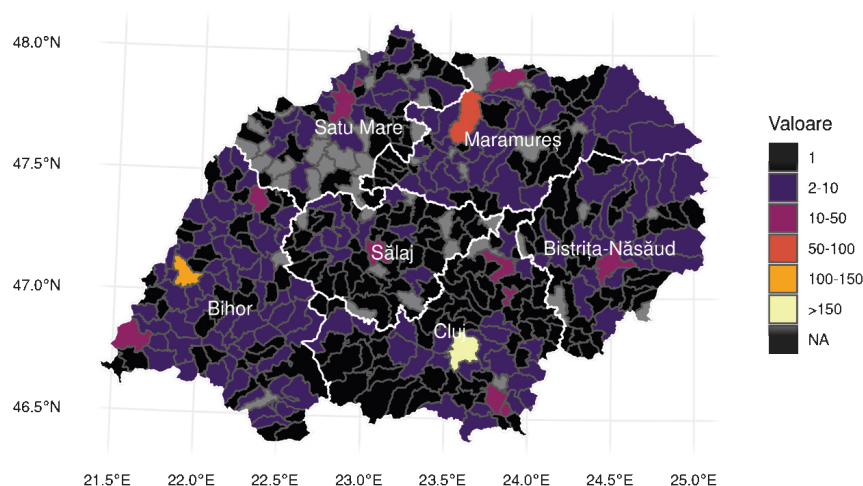 48.0°N
47.5°N
47.0°N
46.5°N
Satu Mare
Maramureș
Sălaj
Bistrița-Năsăud
Bihor
Cluj
21.5°E 22.0°E 22.5°E 23.0°E 23.5°E 24.0°E 24.5°E 25.0°E
Valoare
1
2-10
10-50
50-100
100-150
>150
NA